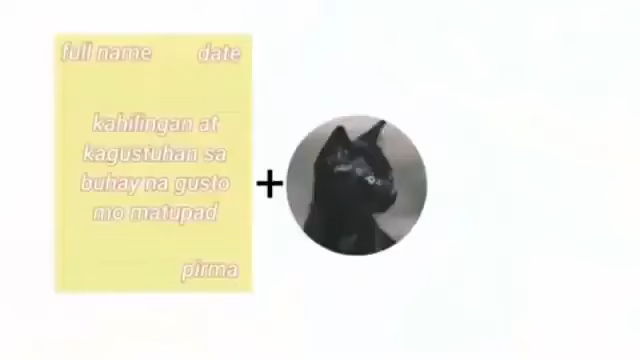 full name date
kahilingan at
kagustuhan sa
buhay na gusto
mo matupad
+
pirma